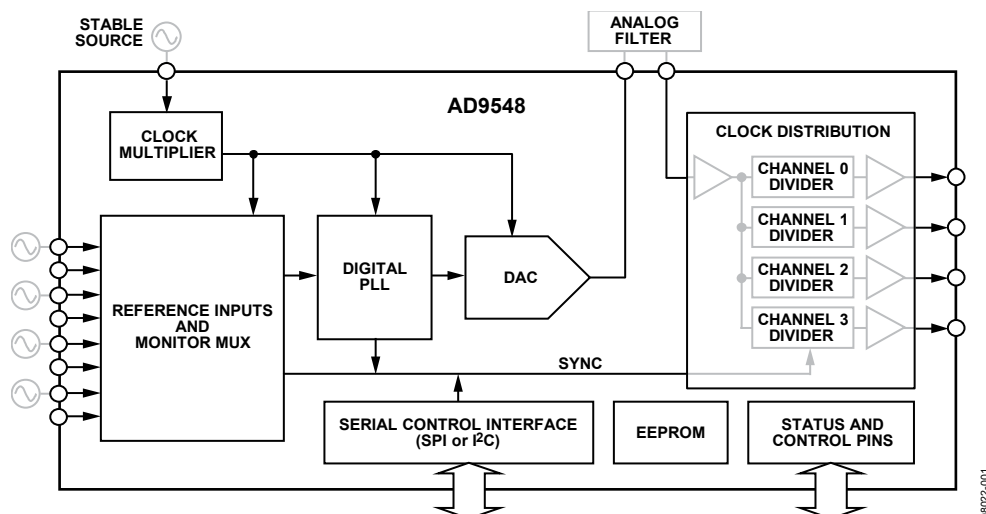 STABLE
SOURCE
ANALOG
FILTER
AD9548
CLOCK
MULTIPLIER
CLOCK DISTRIBUTION
CHANNEL 0
DIVIDER
CHANNEL 1
DIVIDER
CHANNEL 2
DIVIDER
CHANNEL 3
DIVIDER
REFERENCE INPUTS
AND
MONITOR MUX
DIGITAL
PLL
DAC
SYNC
SERIAL CONTROL INTERFACE
(SPI or I²C)
EEPROM
STATUS AND
CONTROL PINS
08022-001